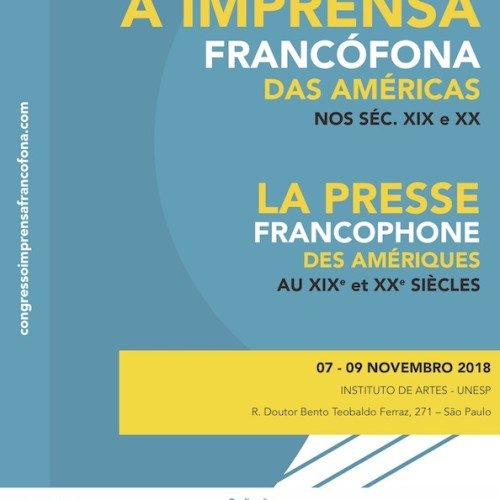 A IMPRENSA
FRANCÓFONA
DAS AMÉRICAS
NOS SÉC. XIX e XX
LA PRESSE
FRANCOPHONE
DES AMÉRIQUES
AU XIXe et XXe SIÈCLES
congressoimprensafrancofona.com
07 - 09 NOVEMBRO 2018
INSTITUTO DE ARTES - UNESP
R. Doutor Bento Teobaldo Ferraz, 271 – São Paulo